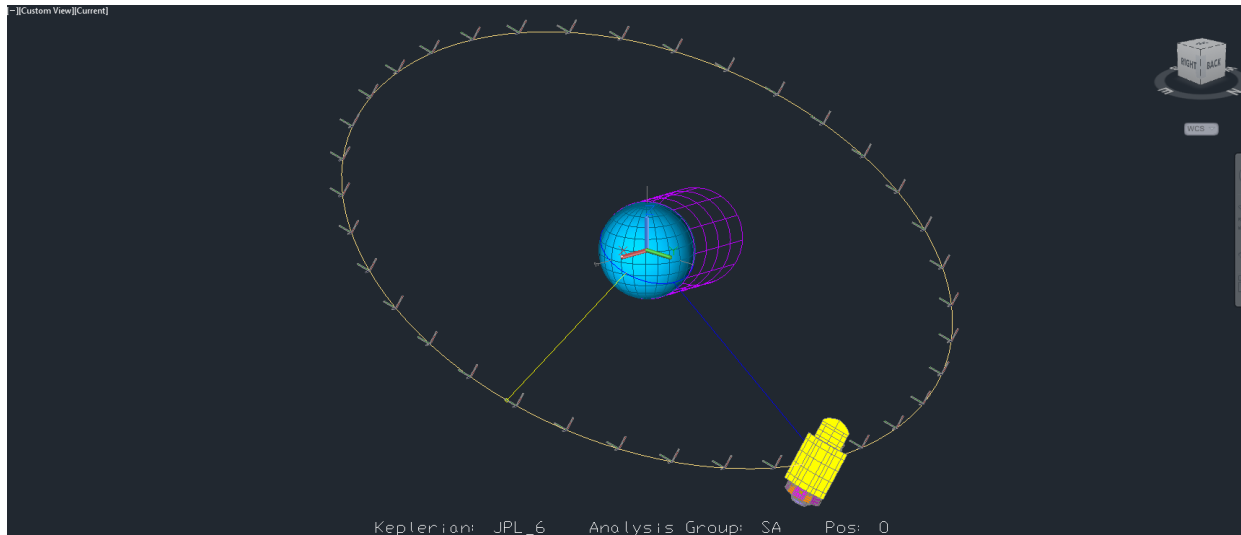 [−][Custom View][Current]
RIGHT
BACK
WCS
Keplerian: JPL_6 Analysis Group: SA Pos: 0